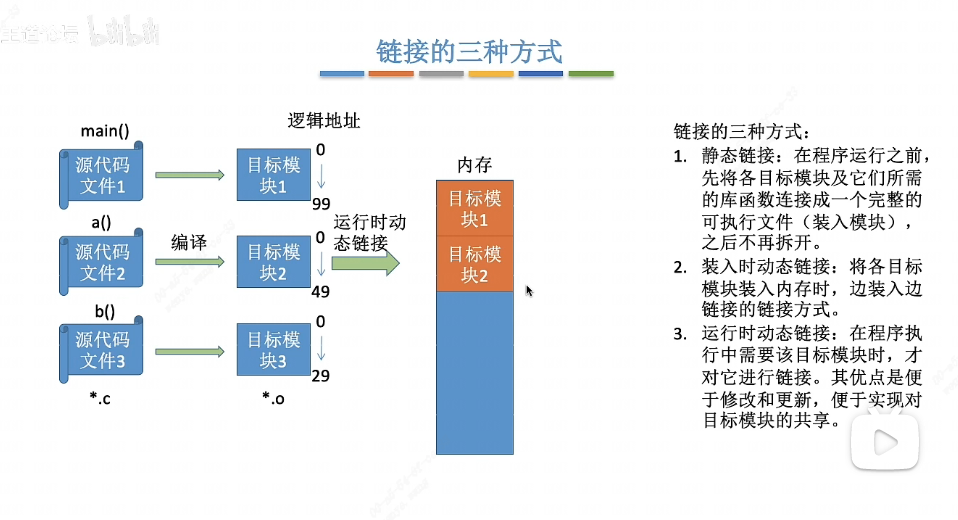 bilibili
链接的三种方式
main()
源代码
文件1
逻辑地址
目标模
块1
0
99
a()
源代码
文件2
编译
目标模
块2
0
49
运行时动
态链接
b()
源代码
文件3
目标模
块3
0
29
*.c
*.o
内存
目标模
块1
目标模
块2
链接的三种方式：
1. 静态链接：在程序运行之前，
先将各目标模块及它们所需
的库函数连接成一个完整的
可执行文件（装入模块），
之后不再拆开。
2. 装入时动态链接：将各目标
模块装入内存时，边装入边
链接的链接方式。
3. 运行时动态链接：在程序执
行中需要该目标模块时，才
对它进行链接。其优点是便
于修改和更新，便于实现对
目标模块的共享。